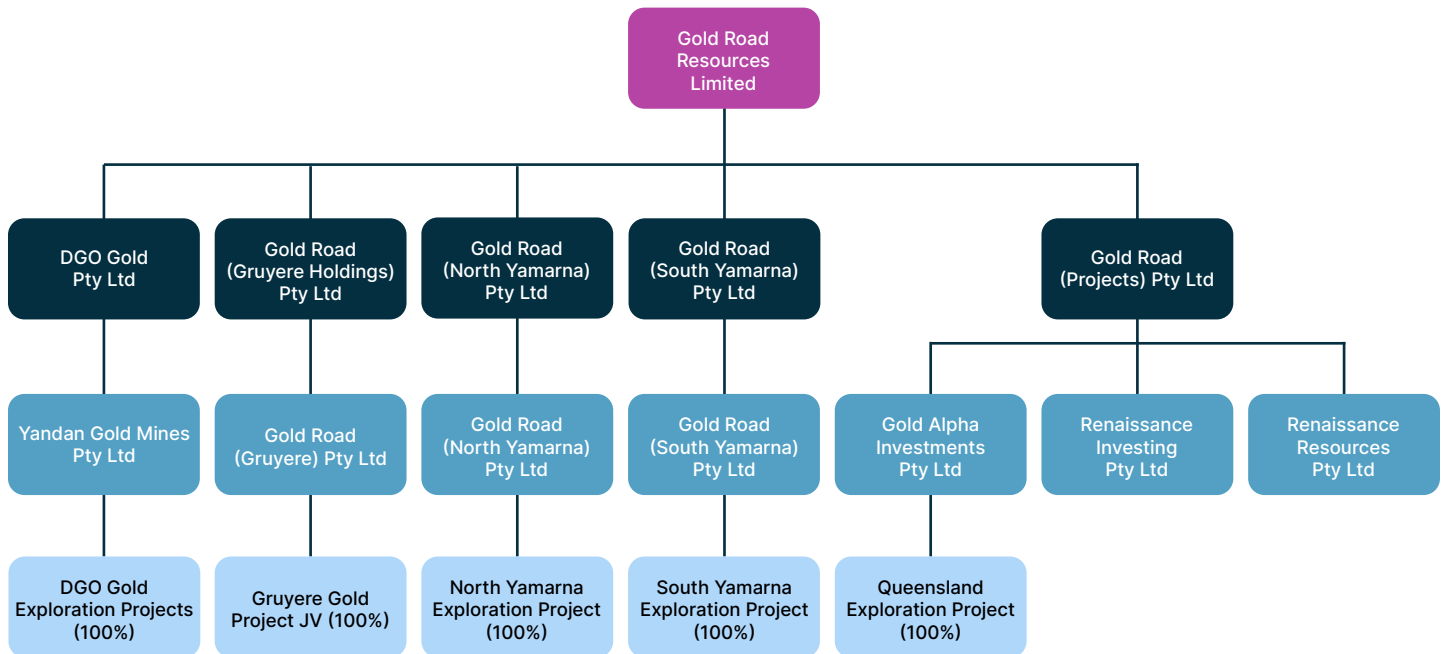 Gold Road
Resources
Limited
DGO Gold
Pty Ltd
Gold Road
(Gruyere Holdings)
Pty Ltd
Gold Road
(North Yamarna)
Pty Ltd
Gold Road
(South Yamarna)
Pty Ltd
Gold Road
(Projects) Pty Ltd
Yandan Gold Mines
Pty Ltd
Gold Road
(Gruyere) Pty Ltd
Gold Road
(North Yamarna)
Pty Ltd
Gold Road
(South Yamarna)
Pty Ltd
Gold Alpha
Investments
Pty Ltd
Renaissance
Investing
Pty Ltd
Renaissance
Resources
Pty Ltd
DGO Gold
Exploration Projects
(100%)
Gruyere Gold
Project JV (100%)
North Yamarna
Exploration Project
(100%)
South Yamarna
Exploration Project
(100%)
Queensland
Exploration Project
(100%)